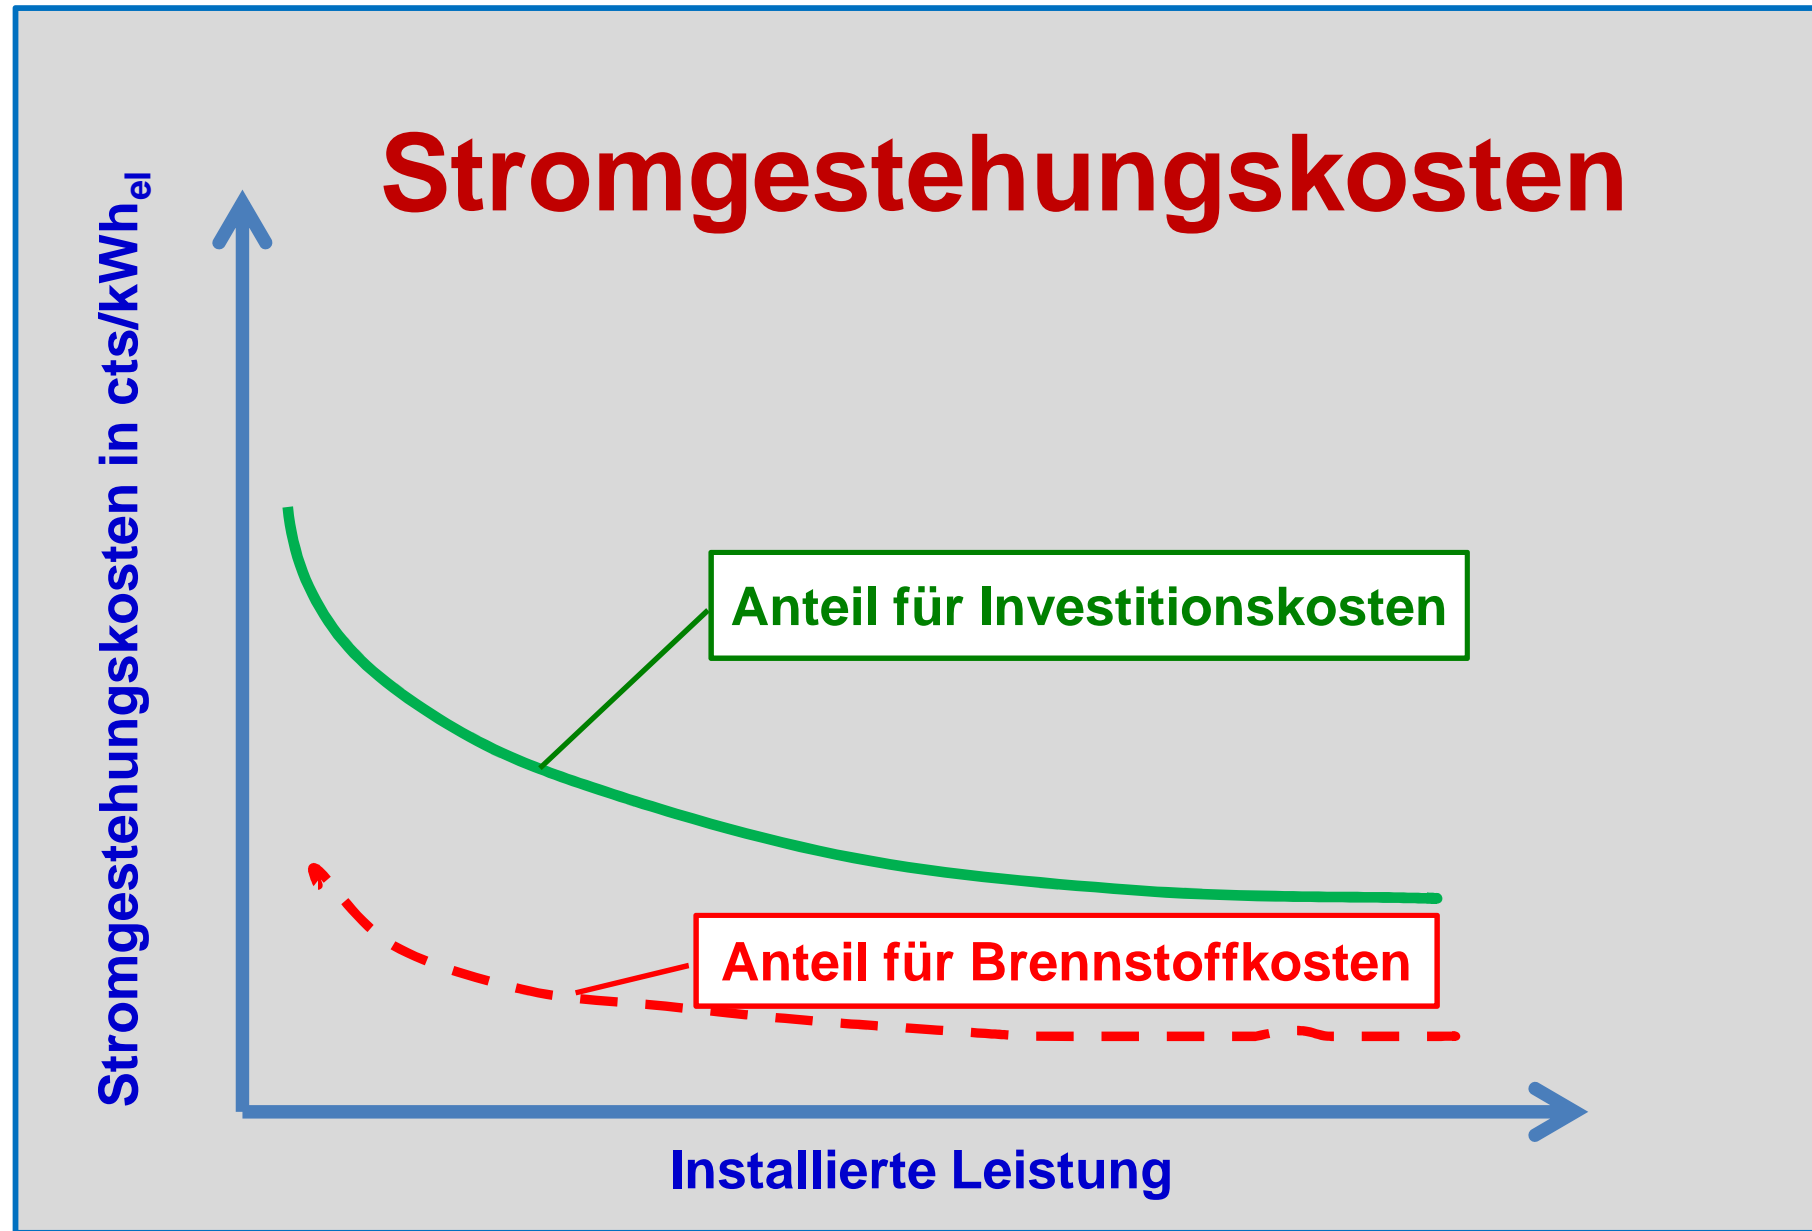 Stromgestehungskosten
Stromgestehungskosten in cts/kWhel
Anteil für Investitionskosten
Anteil für Brennstoffkosten
Installierte Leistung